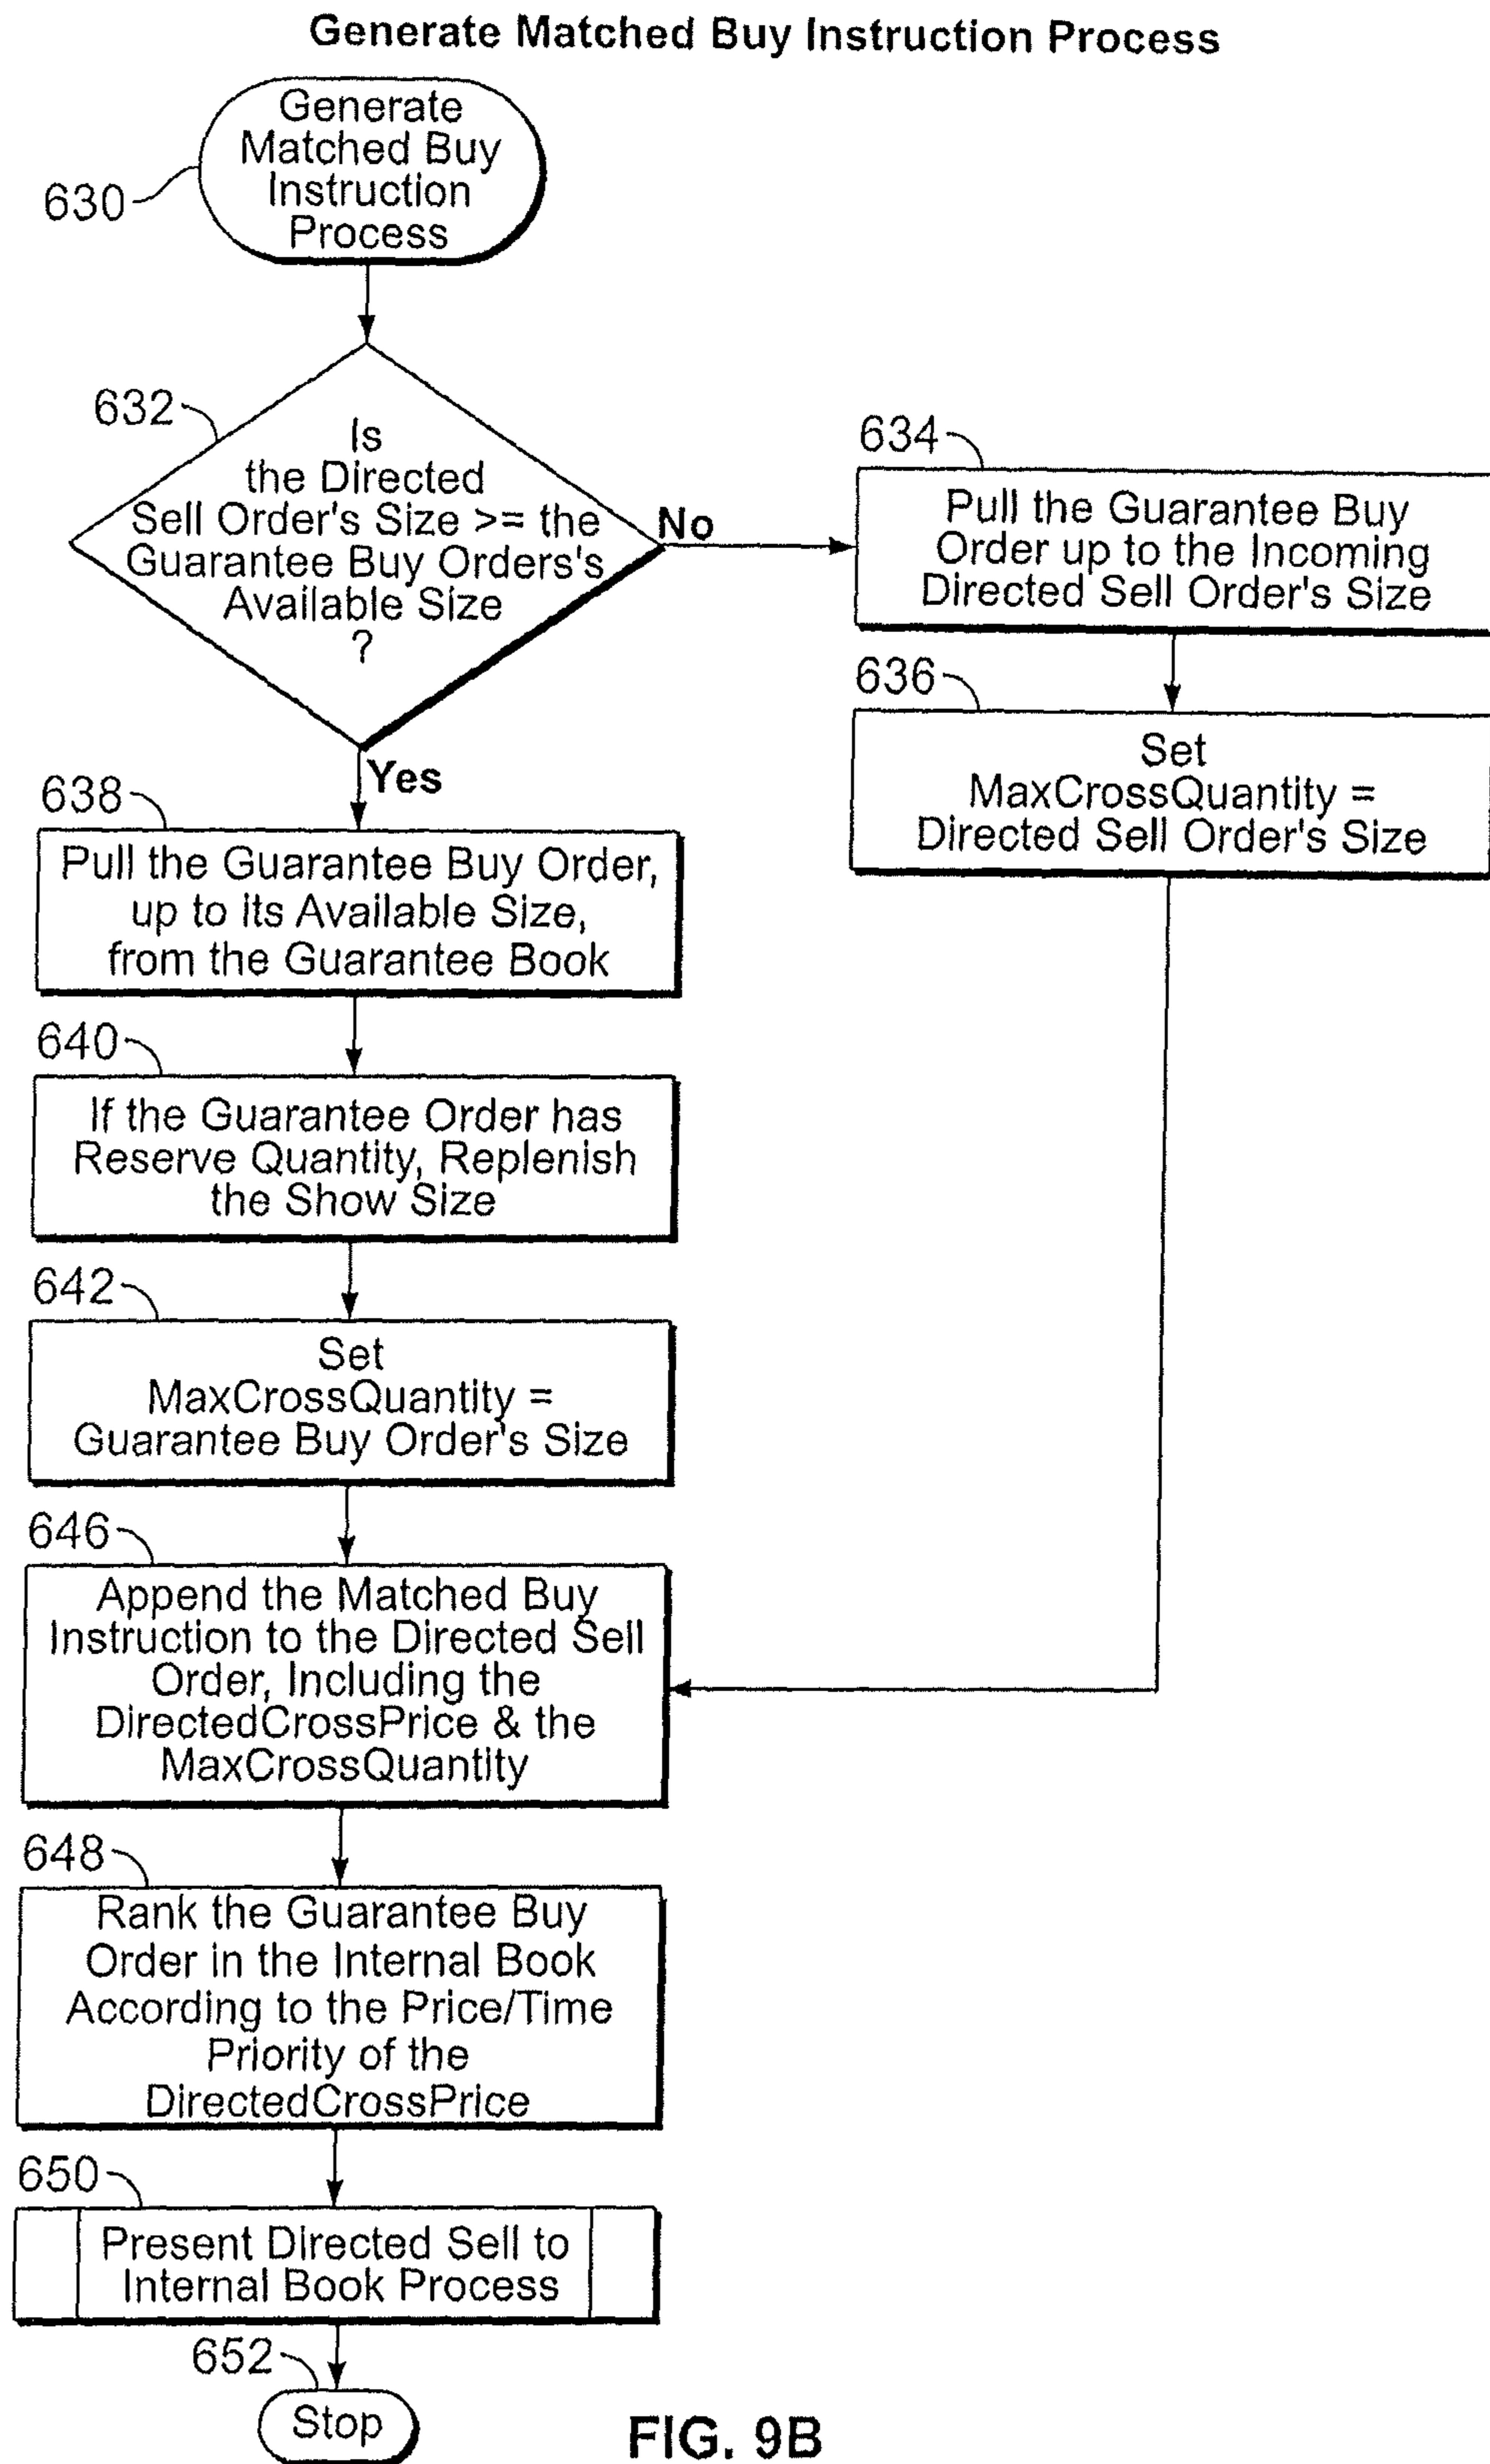 Generate Matched Buy Instruction Process
Generate
Matched Buy
Instruction
Process
630
632
Is
the Directed
Sell Order's Size >= the
Guarantee Buy Orders's
Available Size
?
No
634
Pull the Guarantee Buy
Order up to the Incoming
Directed Sell Order's Size
636
Set
MaxCrossQuantity =
Directed Sell Order's Size
Yes
638
Pull the Guarantee Buy Order,
up to its Available Size,
from the Guarantee Book
640
If the Guarantee Order has
Reserve Quantity, Replenish
the Show Size
642
Set
MaxCrossQuantity =
Guarantee Buy Order's Size
646
Append the Matched Buy
Instruction to the Directed Sell
Order, Including the
DirectedCrossPrice & the
MaxCrossQuantity
648
Rank the Guarantee Buy
Order in the Internal Book
According to the Price/Time
Priority of the
DirectedCrossPrice
650
Present Directed Sell to
Internal Book Process
652
Stop
FIG. 9B